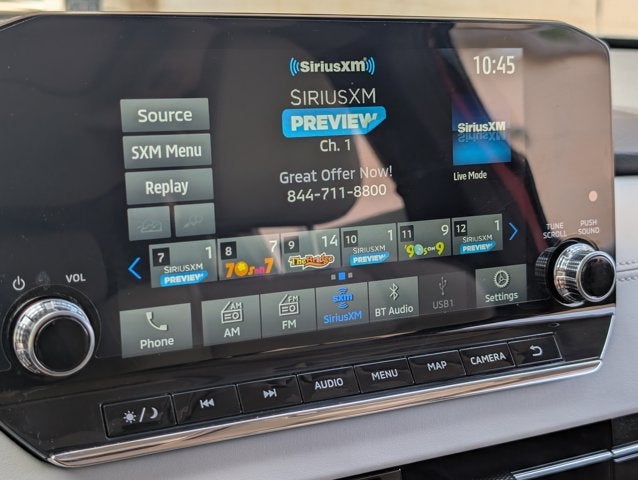 ((SiriusXM))
10:45
SIRIUSXM
PREVIEW
Ch. 1
Great Offer Now!
844-711-8800
SiriusXM
Live Mode
Source
SXM Menu
Replay
7 1 SIRIUSXM PREVIEW
8 7 70s on 7
9 14 The Bridge
10 1 SIRIUSXM PREVIEW
11 9 90s on 9
12 1 SIRIUSXM PREVIEW
TUNE SCROLL
PUSH SOUND
VOL
Phone
AM AM
FM FM
sxm SiriusXM
BT Audio
USB1
Settings
AUDIO
MENU
MAP
CAMERA